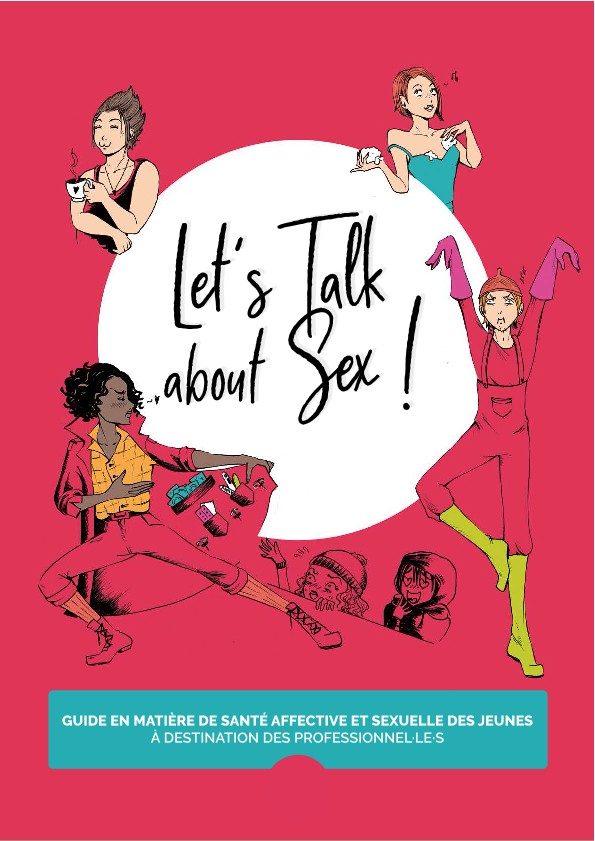 Let's Talk
about Sex !
GUIDE EN MATIÈRE DE SANTÉ AFFECTIVE ET SEXUELLE DES JEUNES
À DESTINATION DES PROFESSIONNEL·LE·S